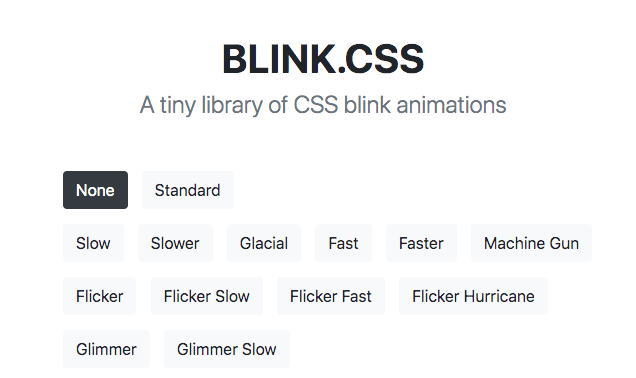 BLINK.CSS
A tiny library of CSS blink animations
None Standard
Slow Slower Glacial Fast Faster Machine Gun
Flicker Flicker Slow Flicker Fast Flicker Hurricane
Glimmer Glimmer Slow